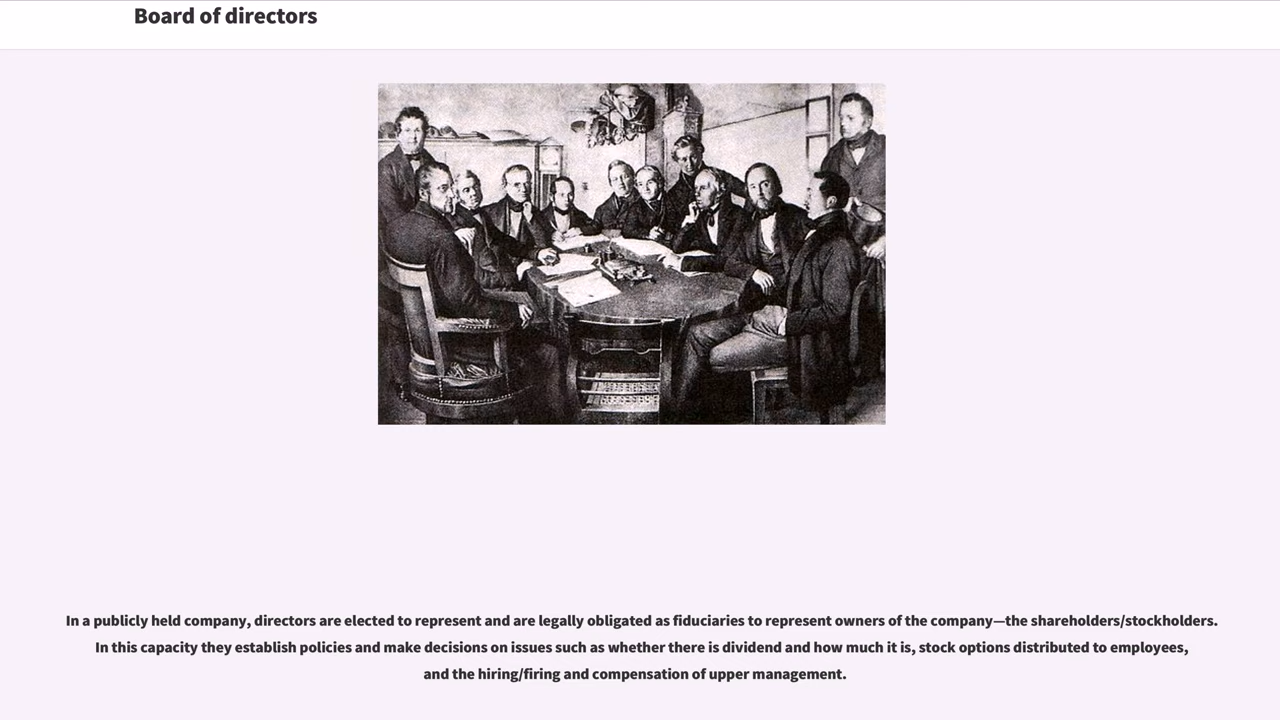 Board of directors
In a publicly held company, directors are elected to represent and are legally obligated as fiduciaries to represent owners of the company—the shareholders/stockholders.
In this capacity they establish policies and make decisions on issues such as whether there is dividend and how much it is, stock options distributed to employees,
and the hiring/firing and compensation of upper management.